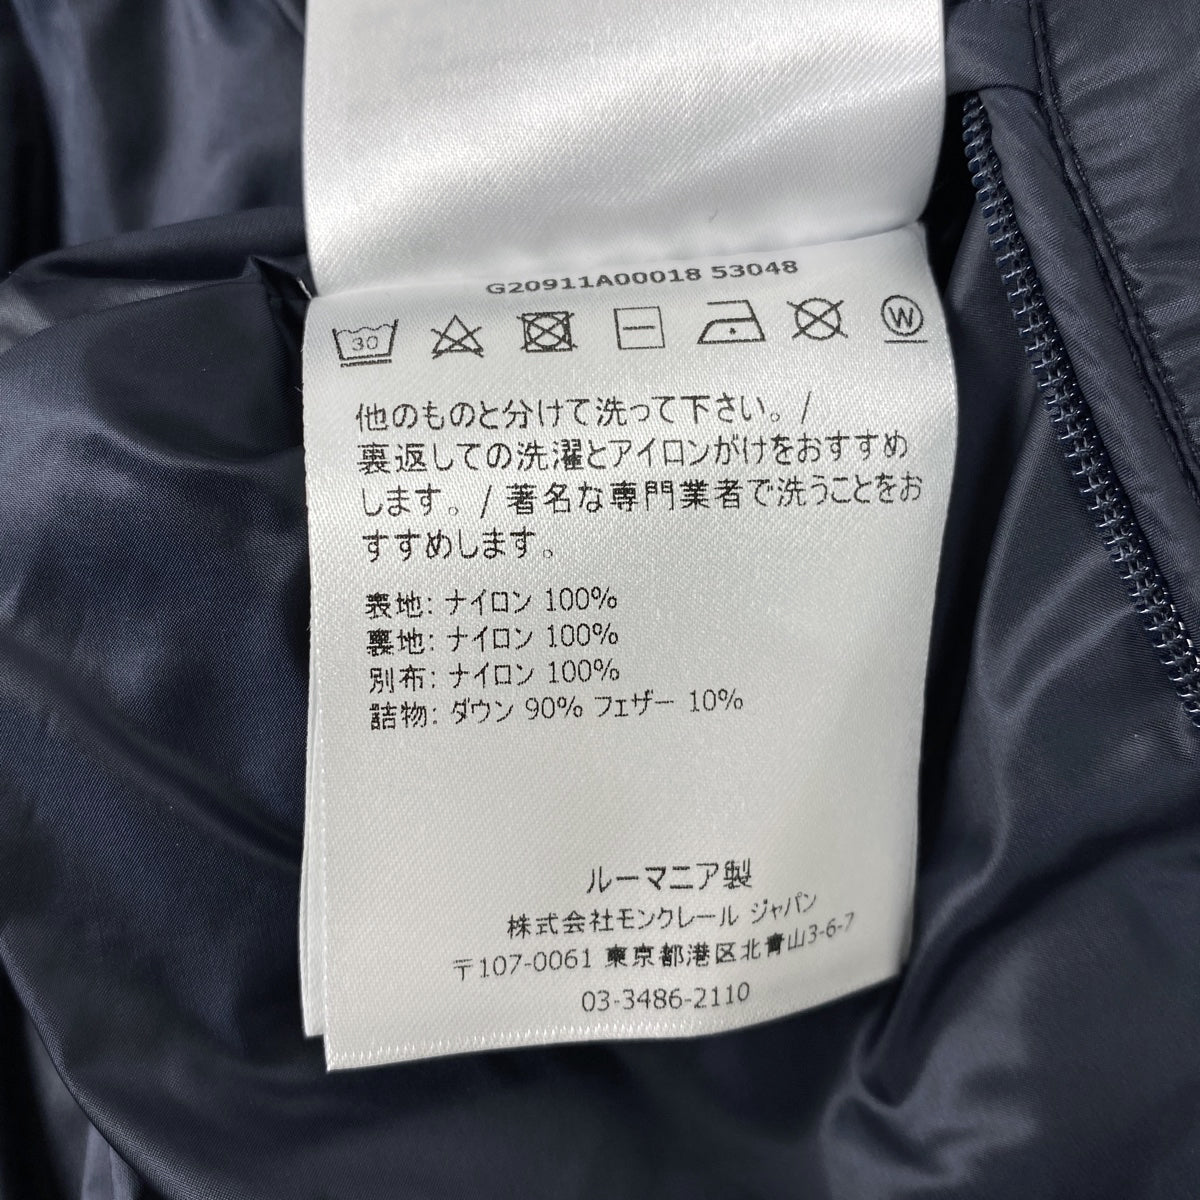 G20911A00018 53048
30
W
他のものと分けて洗って下さい。/
裏返しての洗濯とアイロンがけをおすすめ
します。/ 著名な専門業者で洗うことをお
すすめします。
表地: ナイロン 100%
裏地: ナイロン 100%
別布: ナイロン 100%
詰物: ダウン 90% フェザー 10%
ルーマニア製
株式会社モンクレール ジャパン
〒107-0061 東京都港区北青山3-6-7
03-3486-2110